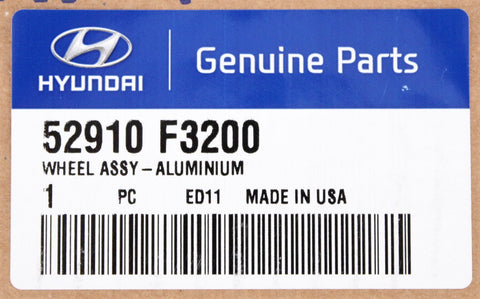 HYUNDAI
Genuine Parts
52910 F3200
WHEEL ASSY-ALUMINIUM
1 PC ED11 MADE IN USA